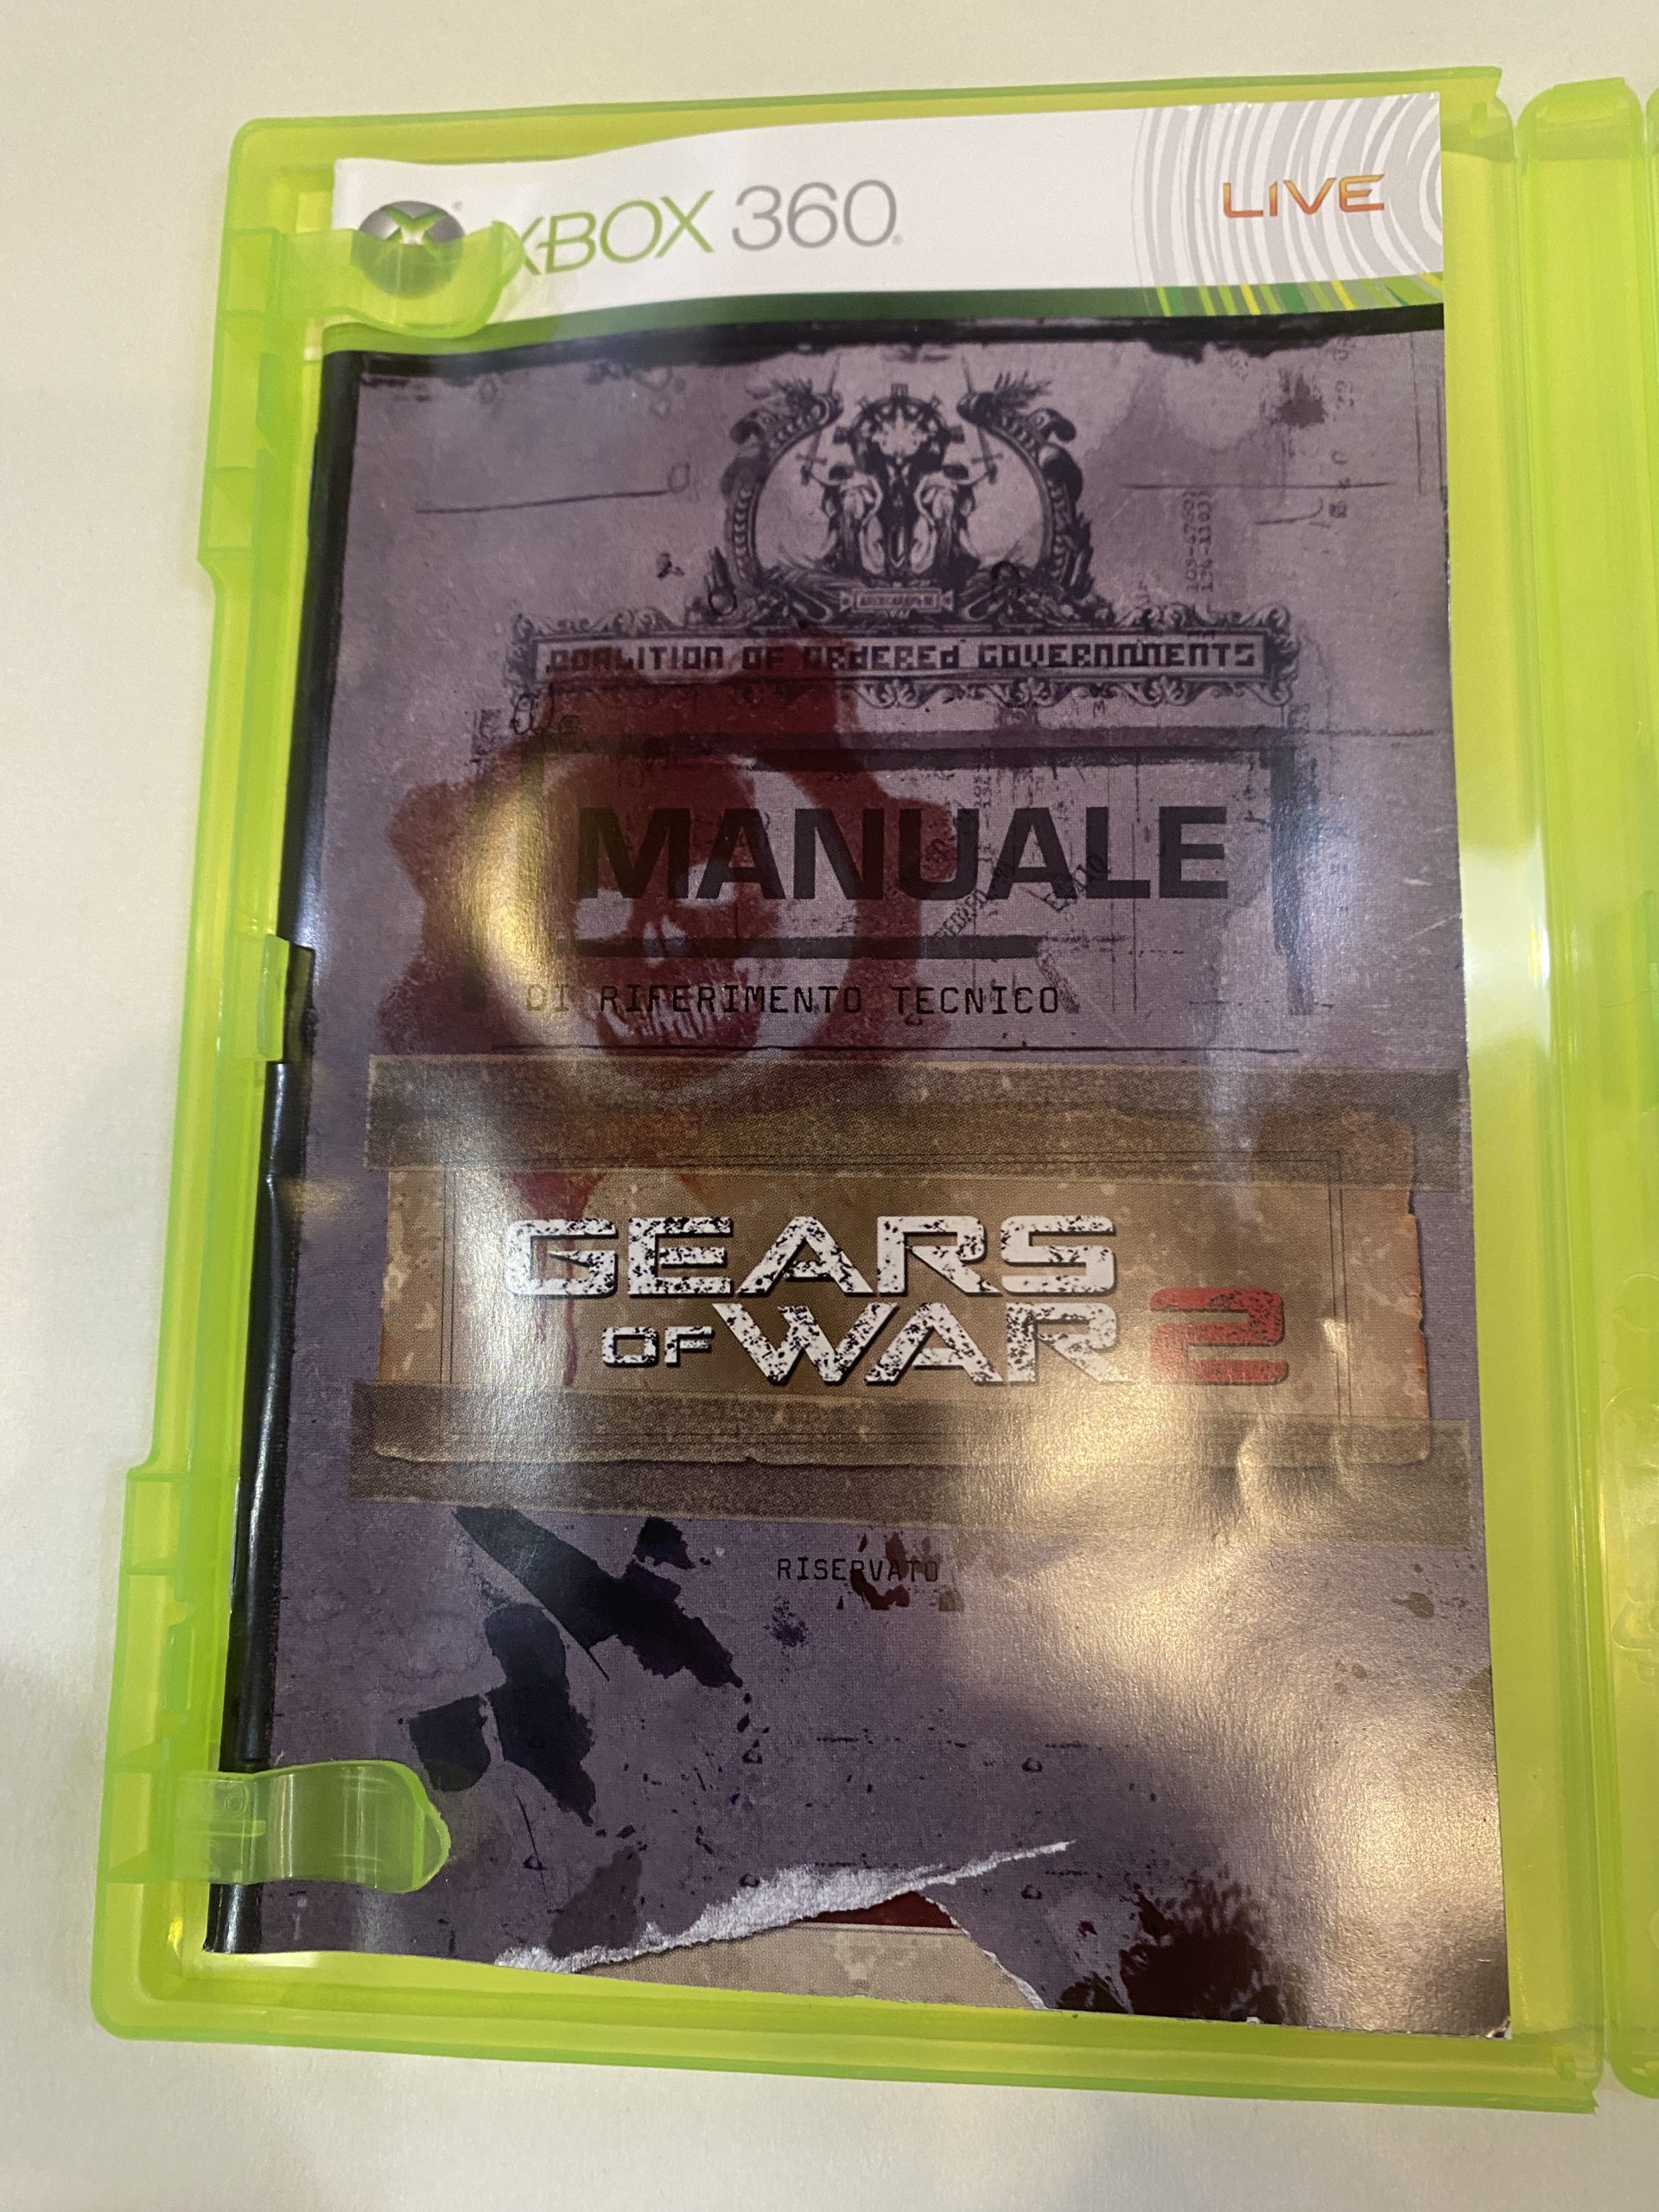 XBOX 360
LIVE
COALITION OF ORDERED GOVERNMENTS
MANUALE
DI RIFERIMENTO TECNICO
GEARS
OF WAR 2
RISERVATO